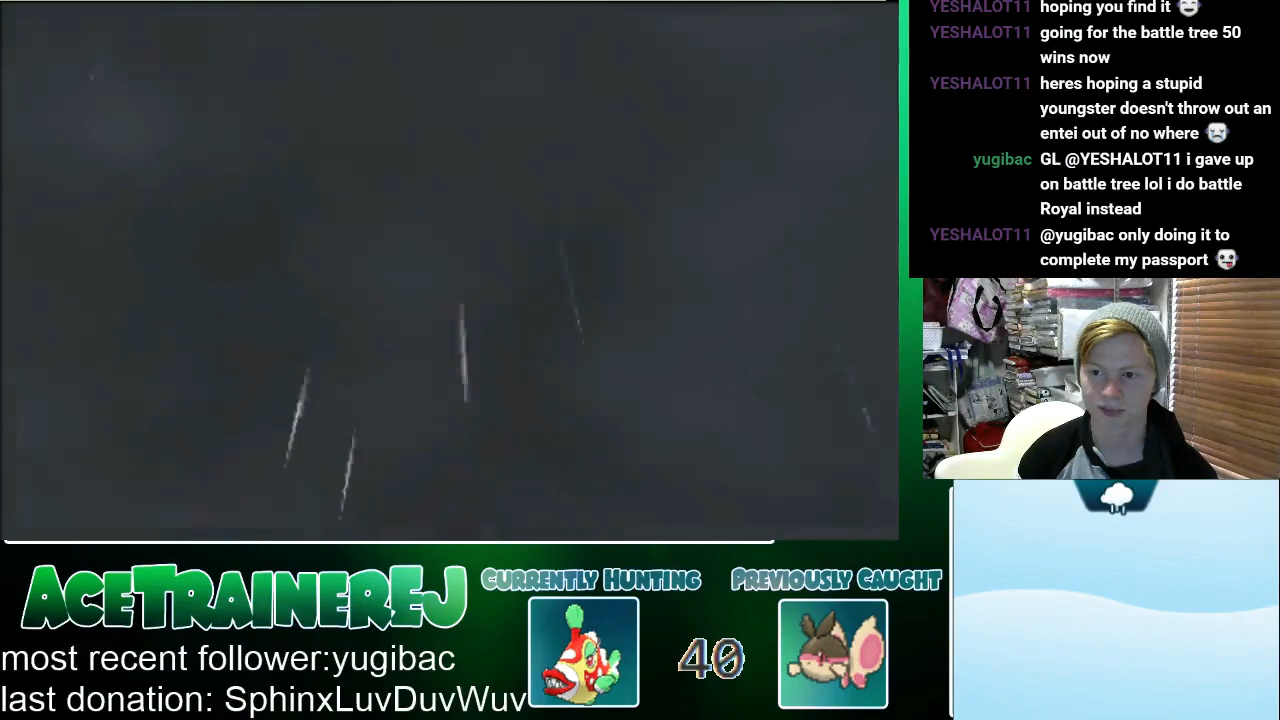 YESHALOT11 hoping you find it
YESHALOT11 going for the battle tree 50
wins now
YESHALOT11 heres hoping a stupid
youngster doesn't throw out an
entei out of no where
yugibac GL @YESHALOT11 i gave up
on battle tree lol i do battle
Royal instead
YESHALOT11 @yugibac only doing it to
complete my passport
ACETRAINEREJ
CURRENTLY HUNTING
PREVIOUSLY CAUGHT
40
most recent follower:yugibac
last donation: SphinxLuvDuvWuv